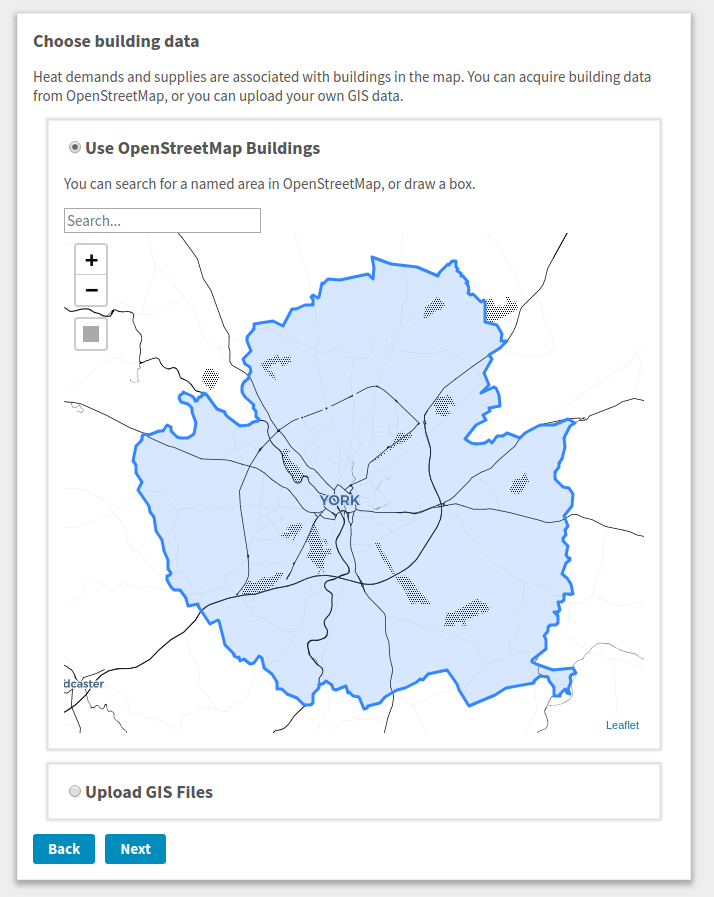 Choose building data
Heat demands and supplies are associated with buildings in the map. You can acquire building data
from OpenStreetMap, or you can upload your own GIS data.
Use OpenStreetMap Buildings
You can search for a named area in OpenStreetMap, or draw a box.
Search...
+
−
YORK
dcaster
Leaflet
Upload GIS Files
Back Next